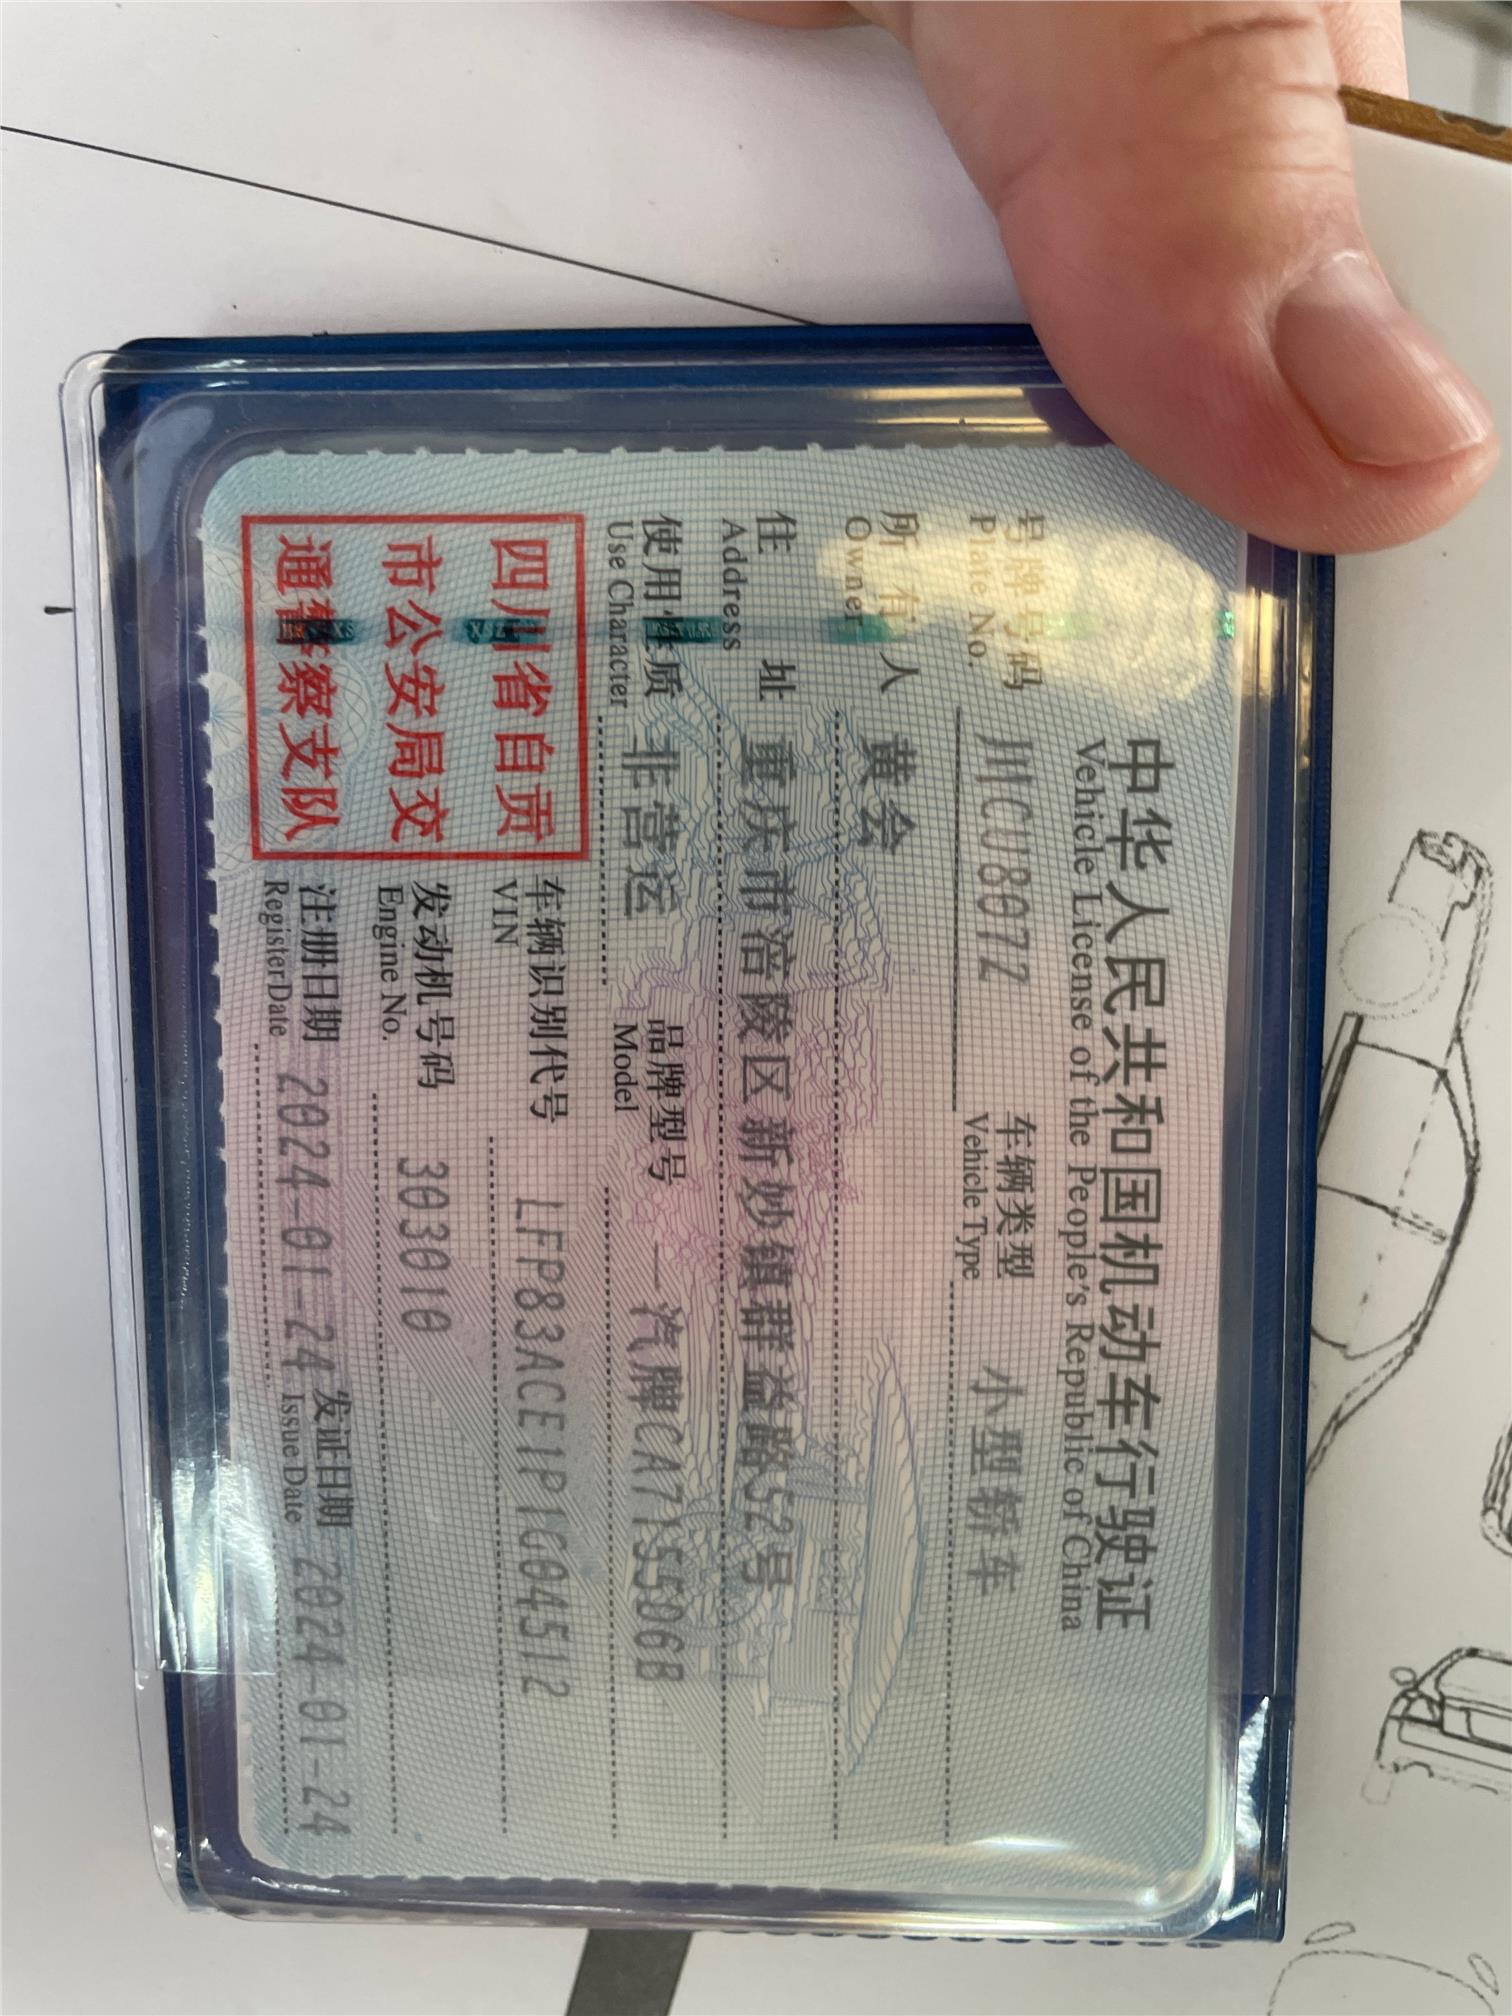 中华人民共和国机动车行驶证
Vehicle License of the People's Republic of China
号牌号码 川CU807Z 车辆类型 小型轿车
Plate No. Vehicle Type
所有人 黄会
Owner
住址 重庆市涪陵区新妙镇群益路52号
Address
使用性质 非营运 品牌型号 一汽牌CA715506B
Use Character Model
四川省自贡
市公安局交
通警察支队
车辆识别代号 LFP83ACE1P1G04512
VIN
发动机号码 303010
Engine No.
注册日期 2024-01-24 发证日期 2024-01-24
Register Date Issue Date